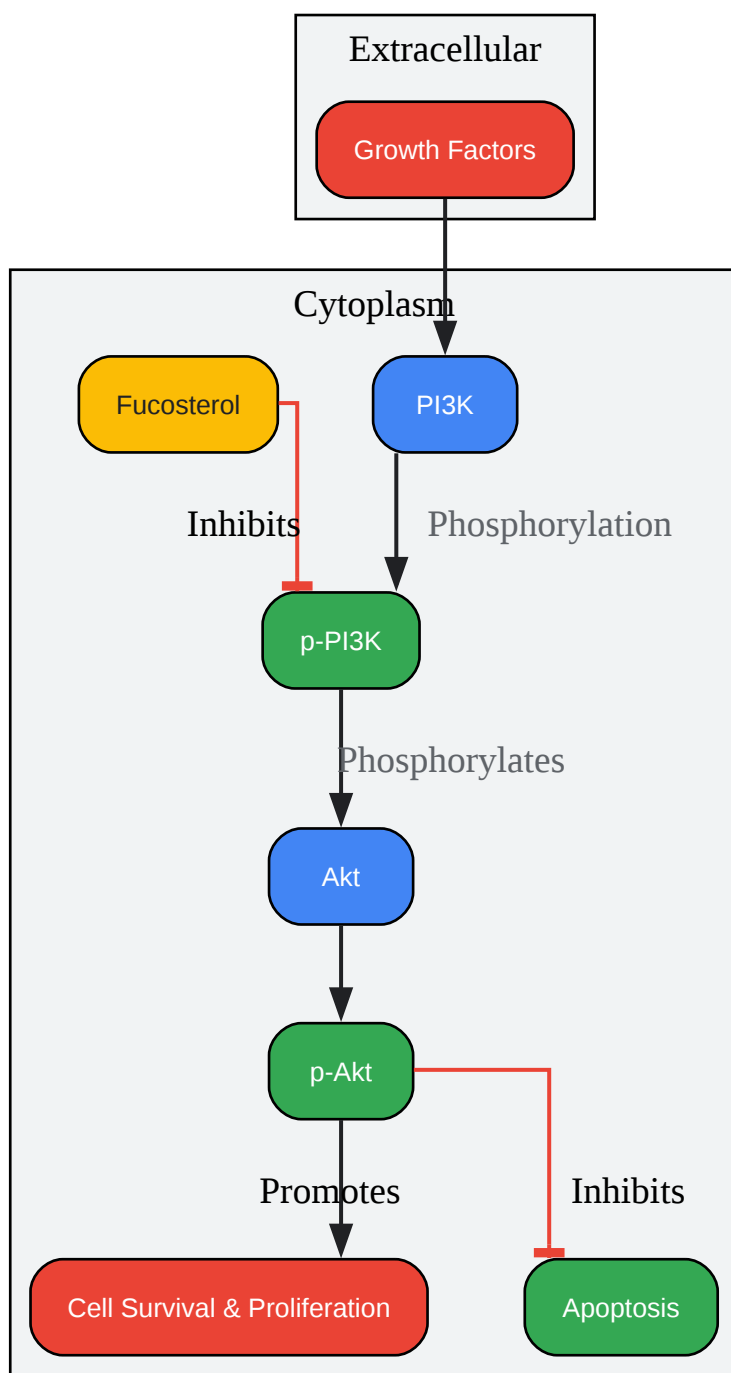 Extracellular
Growth Factors
Cytoplasm
Fucosterol
PI3K
Inhibits
Phosphorylation
p-PI3K
Phosphorylates
Akt
p-Akt
Promotes
Inhibits
Cell Survival & Proliferation
Apoptosis